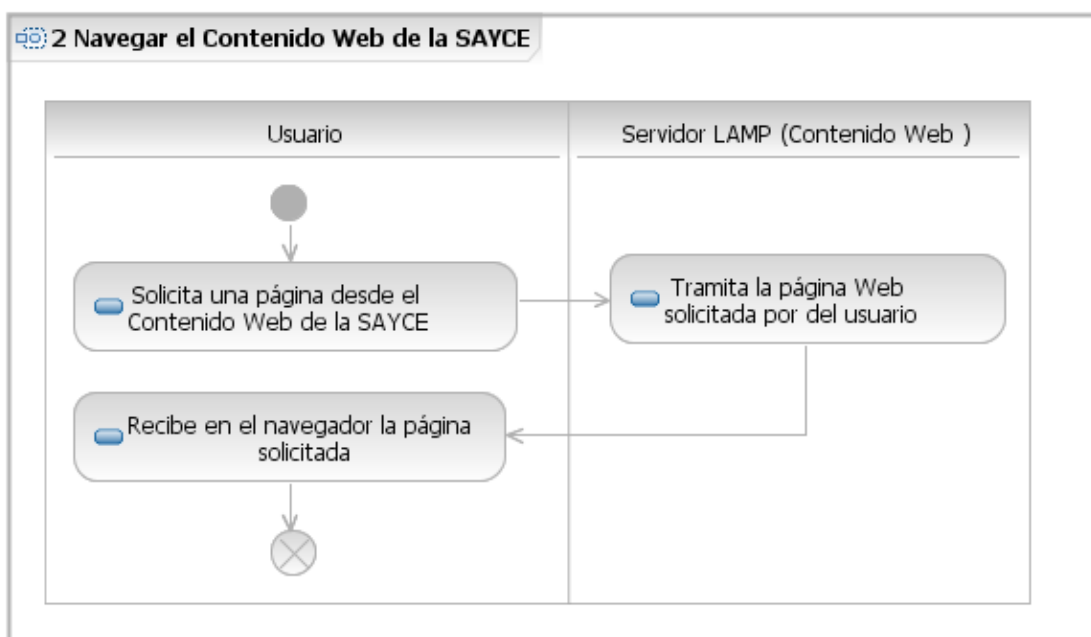 2 Navegar el Contenido Web de la SAYCE
Usuario
Servidor LAMP (Contenido Web )
Solicita una página desde el
Contenido Web de la SAYCE
Tramita la página Web
solicitada por del usuario
Recibe en el navegador la página
solicitada